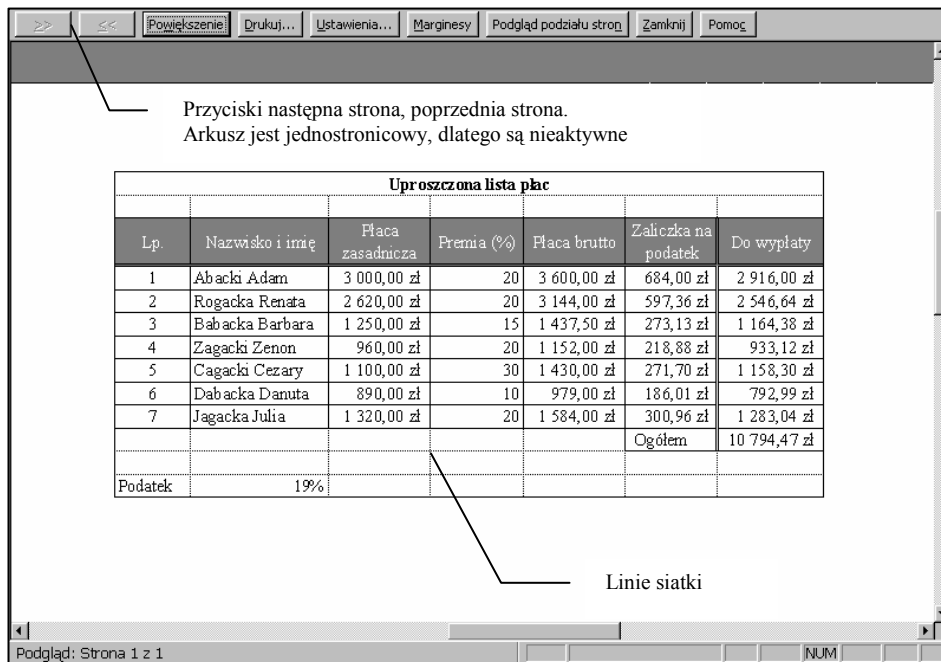 >> << Powiększenie Drukuj... Ustawienia... Marginesy Podgląd podziału stron Zamknij Pomoc
Przyciski następna strona, poprzednia strona.
Arkusz jest jednostronicowy, dlatego są nieaktywne
Uproszczona lista płac
Lp. Nazwisko i imię Płaca zasadnicza Premia (%) Płaca brutto Zaliczka na podatek Do wypłaty
1 Abacki Adam 3 000,00 zł 20 3 600,00 zł 684,00 zł 2 916,00 zł
2 Rogacka Renata 2 620,00 zł 20 3 144,00 zł 597,36 zł 2 546,64 zł
3 Babacka Barbara 1 250,00 zł 15 1 437,50 zł 273,13 zł 1 164,38 zł
4 Zagacki Zenon 960,00 zł 20 1 152,00 zł 218,88 zł 933,12 zł
5 Cagacki Cezary 1 100,00 zł 30 1 430,00 zł 271,70 zł 1 158,30 zł
6 Dabacka Danuta 890,00 zł 10 979,00 zł 186,01 zł 792,99 zł
7 Jagacka Julia 1 320,00 zł 20 1 584,00 zł 300,96 zł 1 283,04 zł
Ogółem 10 794,47 zł
Podatek 19%
Linie siatki
Podgląd: Strona 1 z 1 NUM